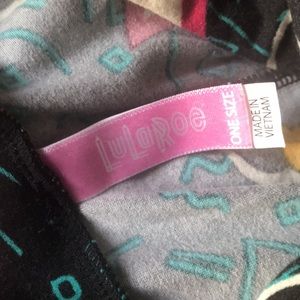 LuLaRoe
ONE SIZE
MADE IN
VIETNAM